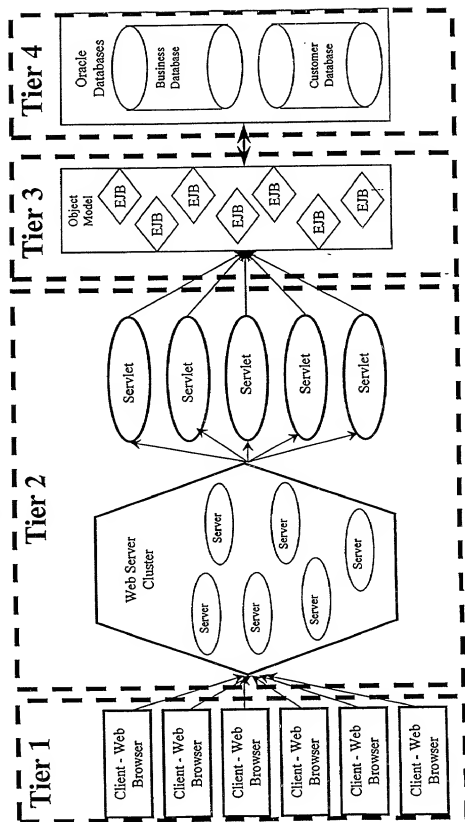 Tier 1
Client - Web
Browser
Client - Web
Browser
Client - Web
Browser
Client - Web
Browser
Client - Web
Browser
Client - Web
Browser
Tier 2
Web Server
Cluster
Server
Server
Server
Server
Server
Server
Servlet
Servlet
Servlet
Servlet
Servlet
Tier 3
Object
Model
EJB
EJB
EJB
EJB
EJB
EJB
EJB
Tier 4
Oracle
Databases
Business
Database
Customer
Database